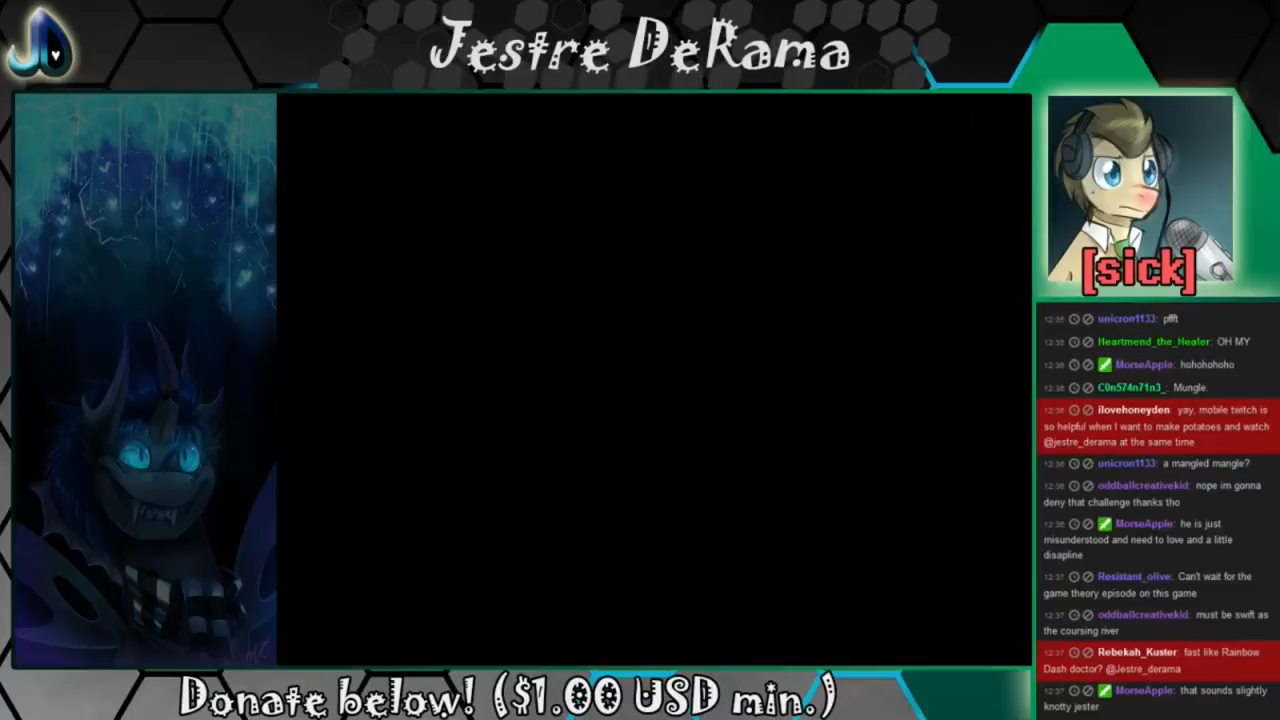 JD
Jestre DeRama
[sick]
12:36 unicron1133: pffft
12:36 Heartmend_the_Healer: OH MY
12:36 MorseApple: hohohohoho
12:36 C0n574n71n3_: Mungle.
12:36 ilovehoneyden: yay, mobile twitch is
so helpful when I want to make potatoes and watch
@jestre_derama at the same time
12:36 unicron1133: a mangled mangle?
12:36 oddballcreativekid: nope im gonna
deny that challenge thanks tho
12:36 MorseApple: he is just
misunderstood and need to love and a little
disapline
12:37 Resistant_olive: Can't wait for the
game theory episode on this game
12:37 oddballcreativekid: must be swift as
the coursing river
12:37 Rebekah_Kuster: fast like Rainbow
Dash doctor? @Jestre_derama
12:37 MorseApple: that sounds slightly
knotty jester
Donate below! ($1.00 USD min.)